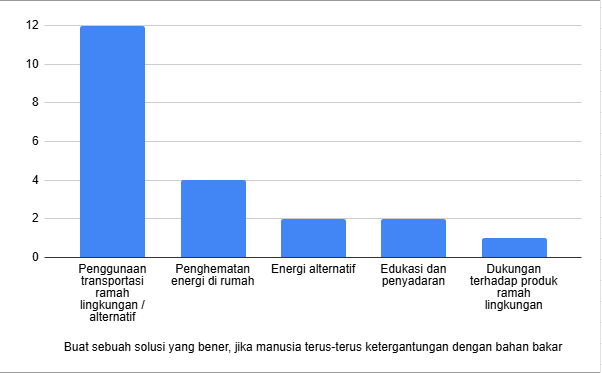 12
10
8
6
4
2
0
Penggunaan
transportasi
ramah
lingkungan /
alternatif
Penghematan
energi di rumah
Energi alternatif
Edukasi dan
penyadaran
Dukungan
terhadap produk
ramah
lingkungan
Buat sebuah solusi yang bener, jika manusia terus-terus ketergantungan dengan bahan bakar